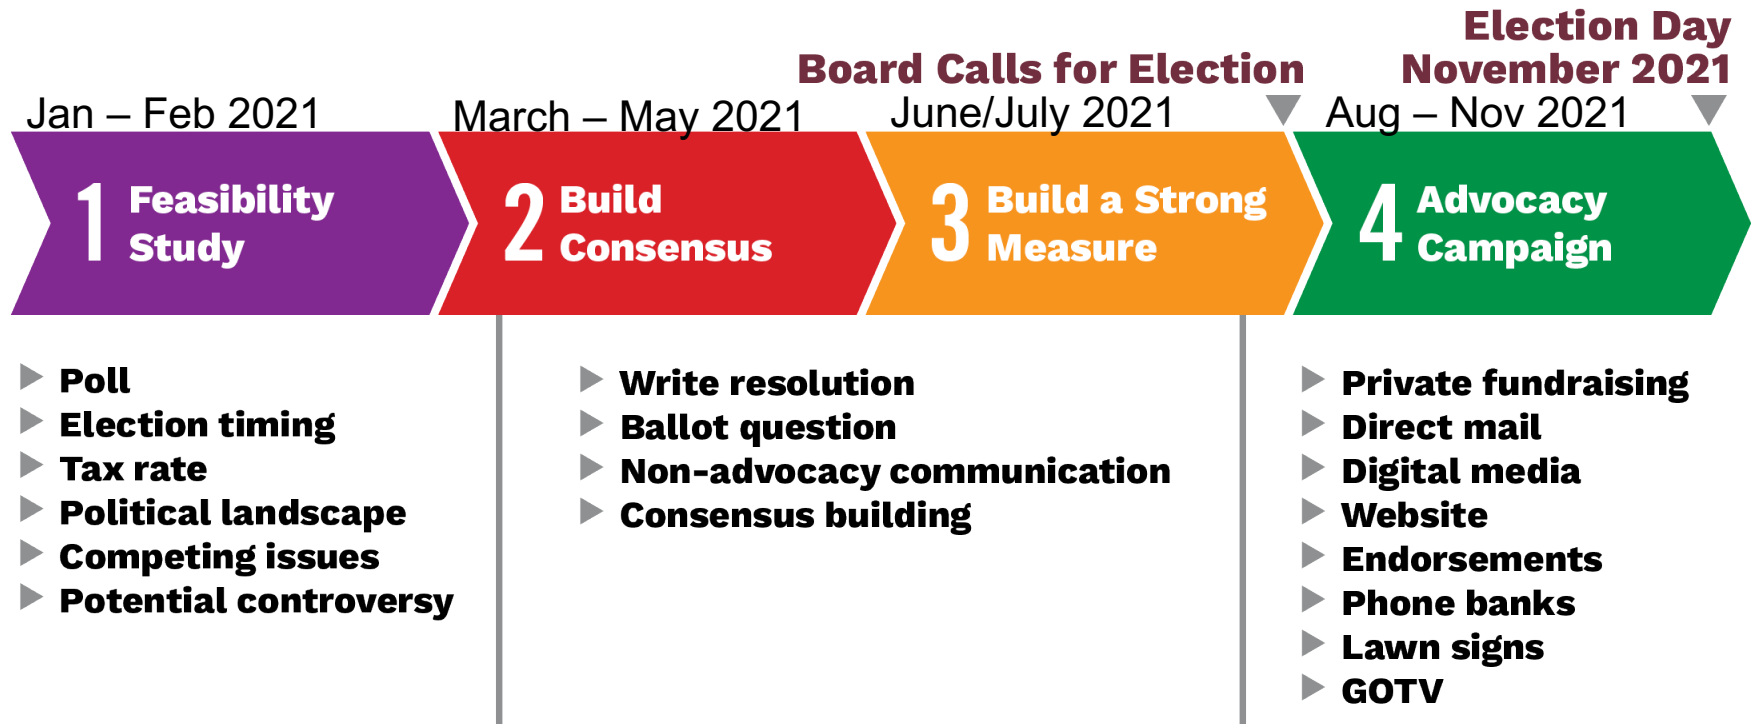 Election Day
November 2021
Board Calls for Election
Jan – Feb 2021
March – May 2021
June/July 2021
Aug – Nov 2021
1 Feasibility
Study
2 Build
Consensus
3 Build a Strong
Measure
4 Advocacy
Campaign
Poll
Election timing
Tax rate
Political landscape
Competing issues
Potential controversy
Write resolution
Ballot question
Non-advocacy communication
Consensus building
Private fundraising
Direct mail
Digital media
Website
Endorsements
Phone banks
Lawn signs
GOTV